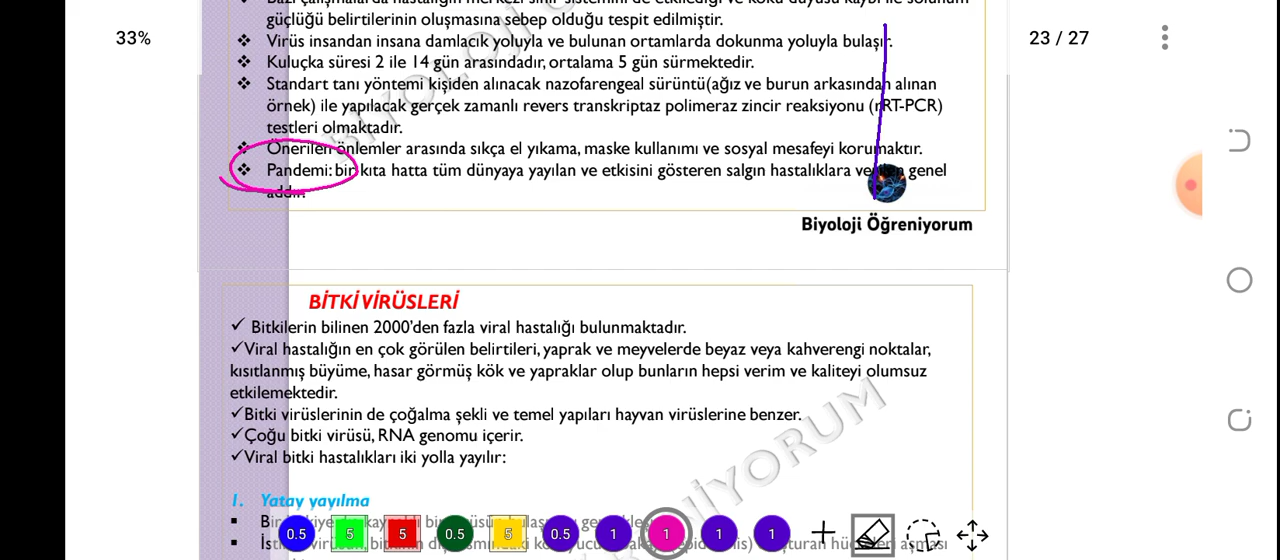 33%
23 / 27
güçlüğü belirtilerinin oluşmasına sebep olduğu tespit edilmiştir.
Virüs insandan insana damlacık yoluyla ve bulunan ortamlarda dokunma yoluyla bulaşır.
Kuluçka süresi 2 ile 14 gün arasındadır, ortalama 5 gün sürmektedir.
Standart tanı yöntemi kişiden alınacak nazofarengeal sürüntü(ağız ve burun arkasından alınan
örnek) ile yapılacak gerçek zamanlı revers transkriptaz polimeraz zincir reaksiyonu (rRT-PCR)
testleri olmaktadır.
Önerilen önlemler arasında sıkça el yıkama, maske kullanımı ve sosyal mesafeyi korumaktır.
Pandemi: bir kıta hatta tüm dünyaya yayılan ve etkisini gösteren salgın hastalıklara verilen genel
addır.
Biyoloji Öğreniyorum
BİTKİ VİRÜSLERİ
✓ Bitkilerin bilinen 2000'den fazla viral hastalığı bulunmaktadır.
✓Viral hastalığın en çok görülen belirtileri, yaprak ve meyvelerde beyaz veya kahverengi noktalar,
kısıtlanmış büyüme, hasar görmüş kök ve yapraklar olup bunların hepsi verim ve kaliteyi olumsuz
etkilemektedir.
✓Bitki virüslerinin de çoğalma şekli ve temel yapıları hayvan virüslerine benzer.
✓Çoğu bitki virüsü, RNA genomu içerir.
✓Viral bitki hastalıkları iki yolla yayılır:
1. Yatay yayılma
0.5 5 5 0.5 5 0.5 1 1 1 1